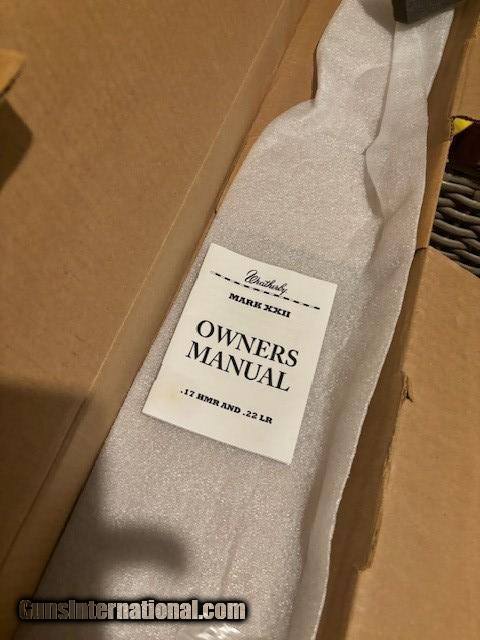 Weatherby
MARK XXII
OWNERS
MANUAL
.17 HMR AND .22 LR
GunsInternational.com